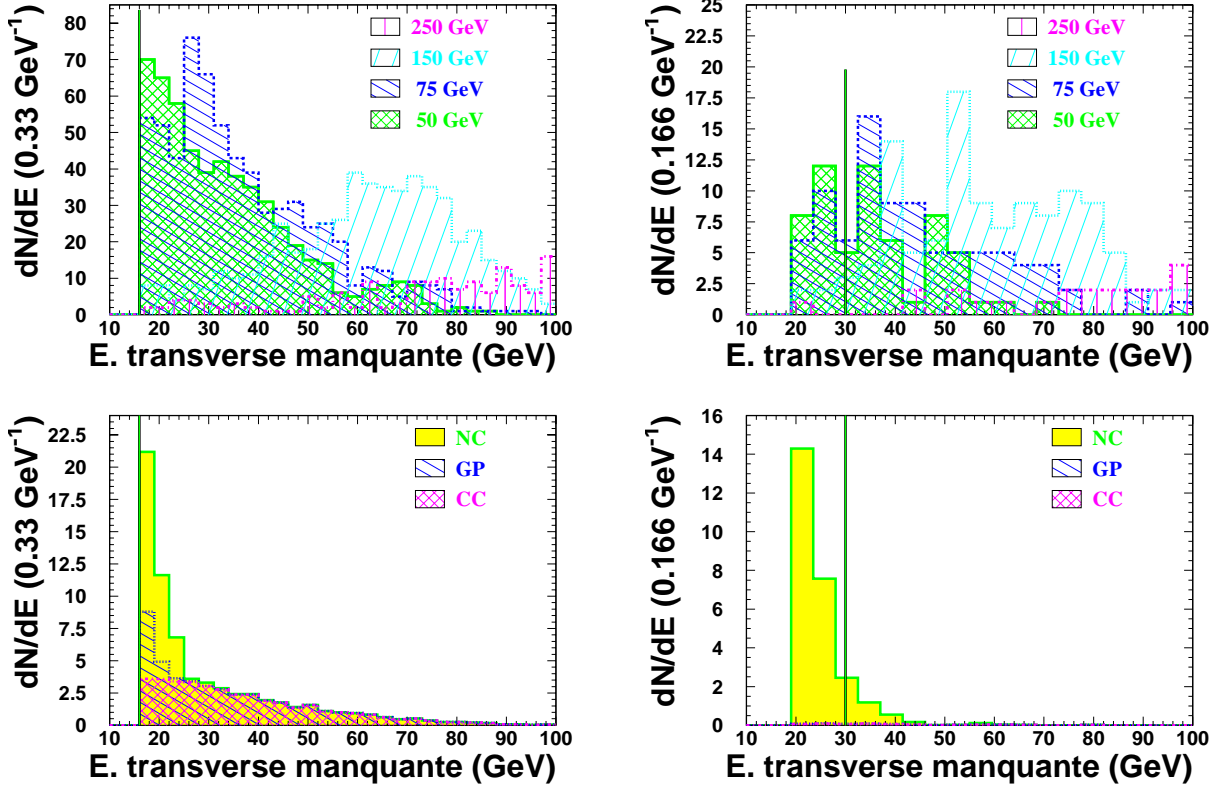 dN/dE (0.33 GeV-1)
80
70
60
50
40
30
20
10
0
250 GeV
150 GeV
75 GeV
50 GeV
10 20 30 40 50 60 70 80 90 100
E. transverse manquante (GeV)
dN/dE (0.166 GeV-1)
25
22.5
20
17.5
15
12.5
10
7.5
5
2.5
0
250 GeV
150 GeV
75 GeV
50 GeV
10 20 30 40 50 60 70 80 90 100
E. transverse manquante (GeV)
dN/dE (0.33 GeV-1)
22.5
20
17.5
15
12.5
10
7.5
5
2.5
0
NC
GP
CC
10 20 30 40 50 60 70 80 90 100
E. transverse manquante (GeV)
dN/dE (0.166 GeV-1)
16
14
12
10
8
6
4
2
0
NC
GP
CC
10 20 30 40 50 60 70 80 90 100
E. transverse manquante (GeV)